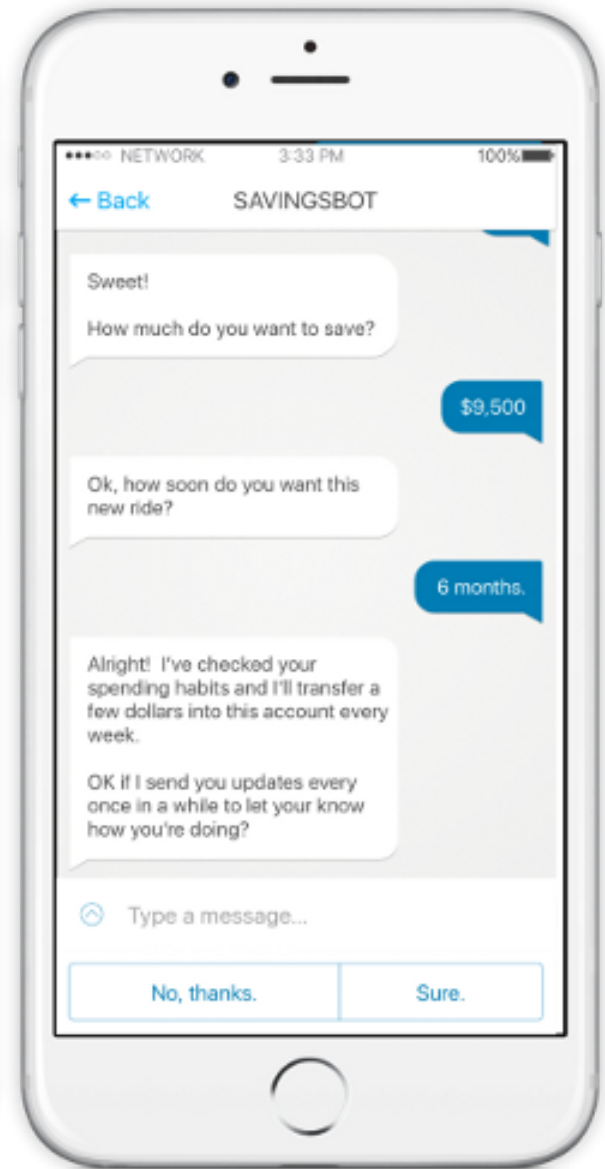 NETWORK 3:33 PM 100%
← Back SAVINGSBOT
Sweet!
How much do you want to save?
$9,500
Ok, how soon do you want this
new ride?
6 months.
Alright! I've checked your
spending habits and I'll transfer a
few dollars into this account every
week.
OK if I send you updates every
once in a while to let your know
how you're doing?
Type a message...
No, thanks. Sure.